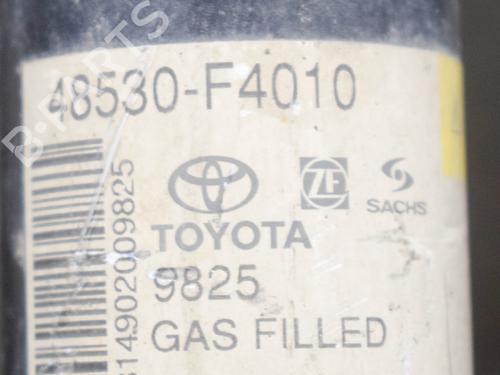 48530-F4010
TOYOTA
ZF
SACHS
9825
GAS FILLED
B-PARTS